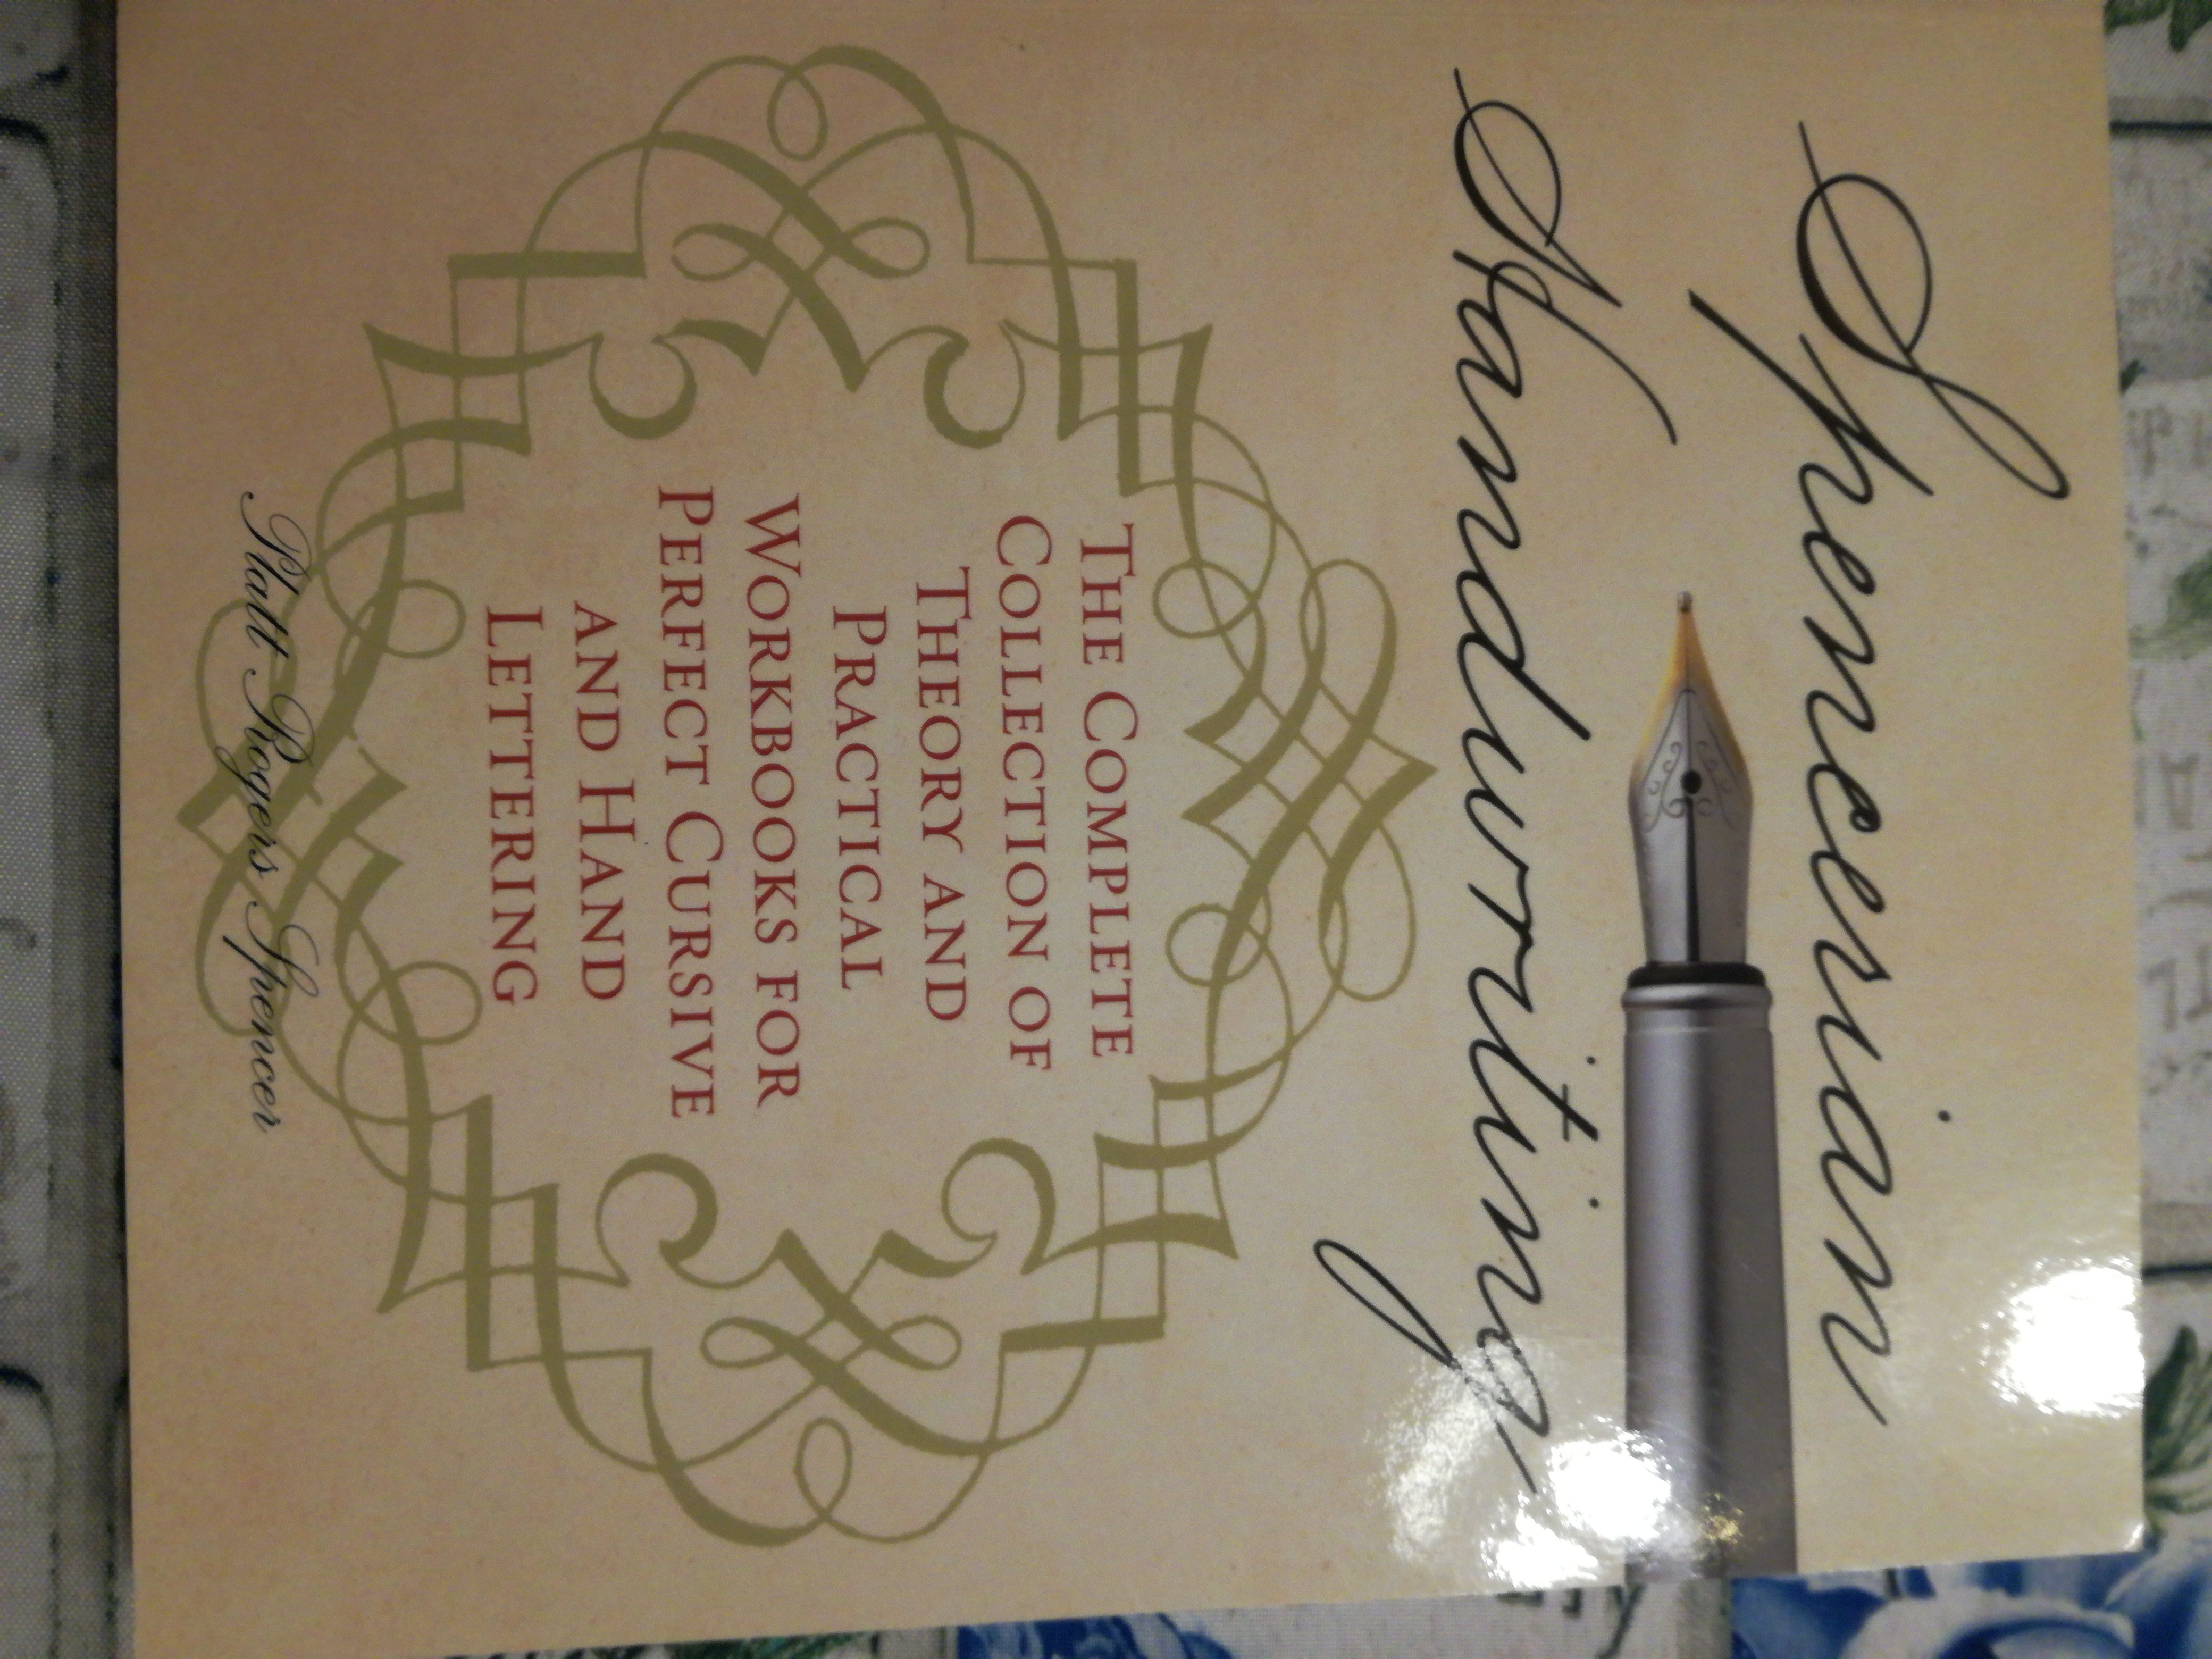 Spencerian
Handwriting
The Complete
Collection of
Theory and
Practical
Workbooks for
Perfect Cursive
and Hand
Lettering
Platt Rogers Spencer